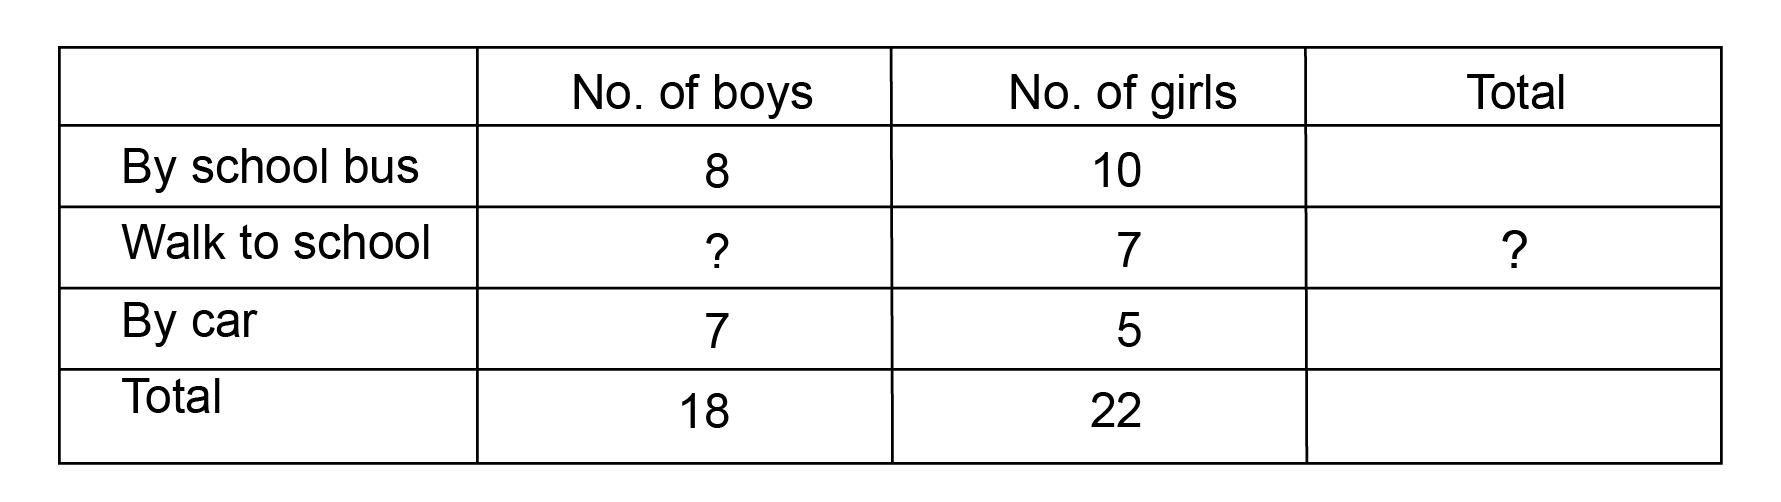 No. of boys No. of girls Total
By school bus 8 10
Walk to school ? 7 ?
By car 7 5
Total 18 22